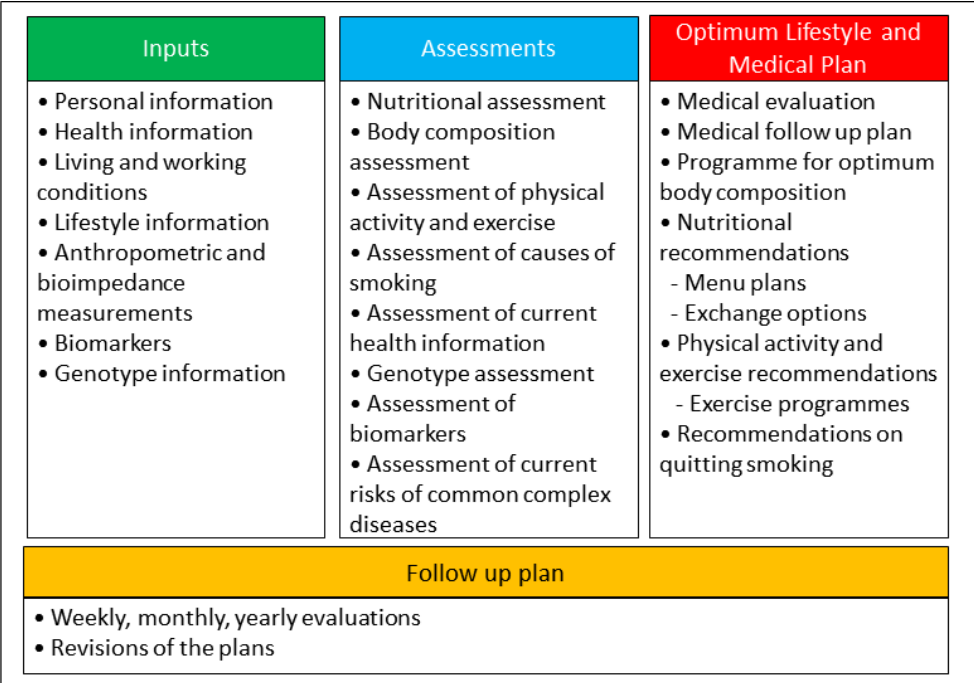 Inputs
• Personal information
• Health information
• Living and working
conditions
• Lifestyle information
• Anthropometric and
bioimpedance
measurements
• Biomarkers
• Genotype information
Assessments
• Nutritional assessment
• Body composition
assessment
• Assessment of physical
activity and exercise
• Assessment of causes of
smoking
• Assessment of current
health information
• Genotype assessment
• Assessment of
biomarkers
• Assessment of current
risks of common complex
diseases
Optimum Lifestyle and
Medical Plan
• Medical evaluation
• Medical follow up plan
• Programme for optimum
body composition
• Nutritional
recommendations
- Menu plans
- Exchange options
• Physical activity and
exercise recommendations
- Exercise programmes
• Recommendations on
quitting smoking
Follow up plan
• Weekly, monthly, yearly evaluations
• Revisions of the plans